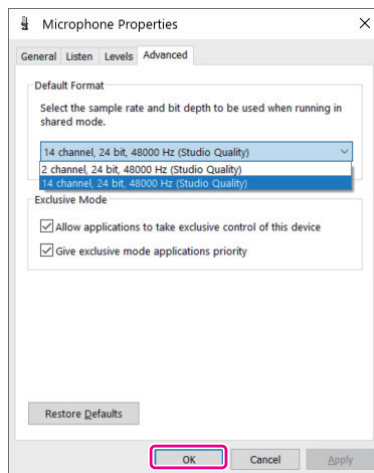 Microphone Properties
General Listen Levels Advanced
Default Format
Select the sample rate and bit depth to be used when running in
shared mode.
14 channel, 24 bit, 48000 Hz (Studio Quality)
2 channel, 24 bit, 48000 Hz (Studio Quality)
14 channel, 24 bit, 48000 Hz (Studio Quality)
Exclusive Mode
Allow applications to take exclusive control of this device
Give exclusive mode applications priority
Restore Defaults
OK Cancel Apply